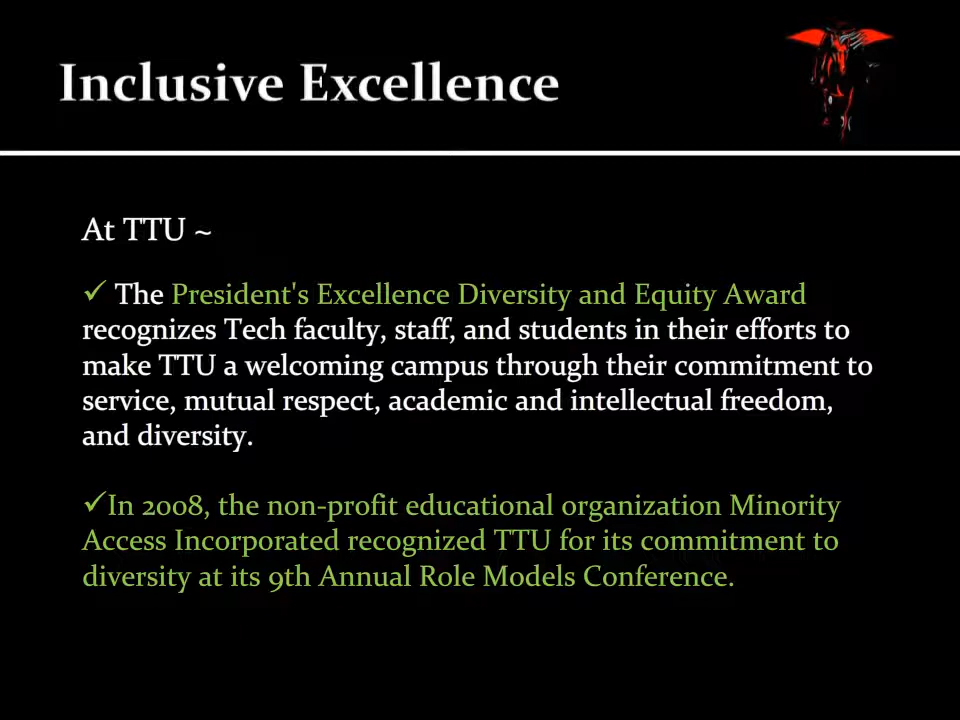 Inclusive Excellence
At TTU ~
✓ The President's Excellence Diversity and Equity Award
recognizes Tech faculty, staff, and students in their efforts to
make TTU a welcoming campus through their commitment to
service, mutual respect, academic and intellectual freedom,
and diversity.
✓In 2008, the non-profit educational organization Minority
Access Incorporated recognized TTU for its commitment to
diversity at its 9th Annual Role Models Conference.